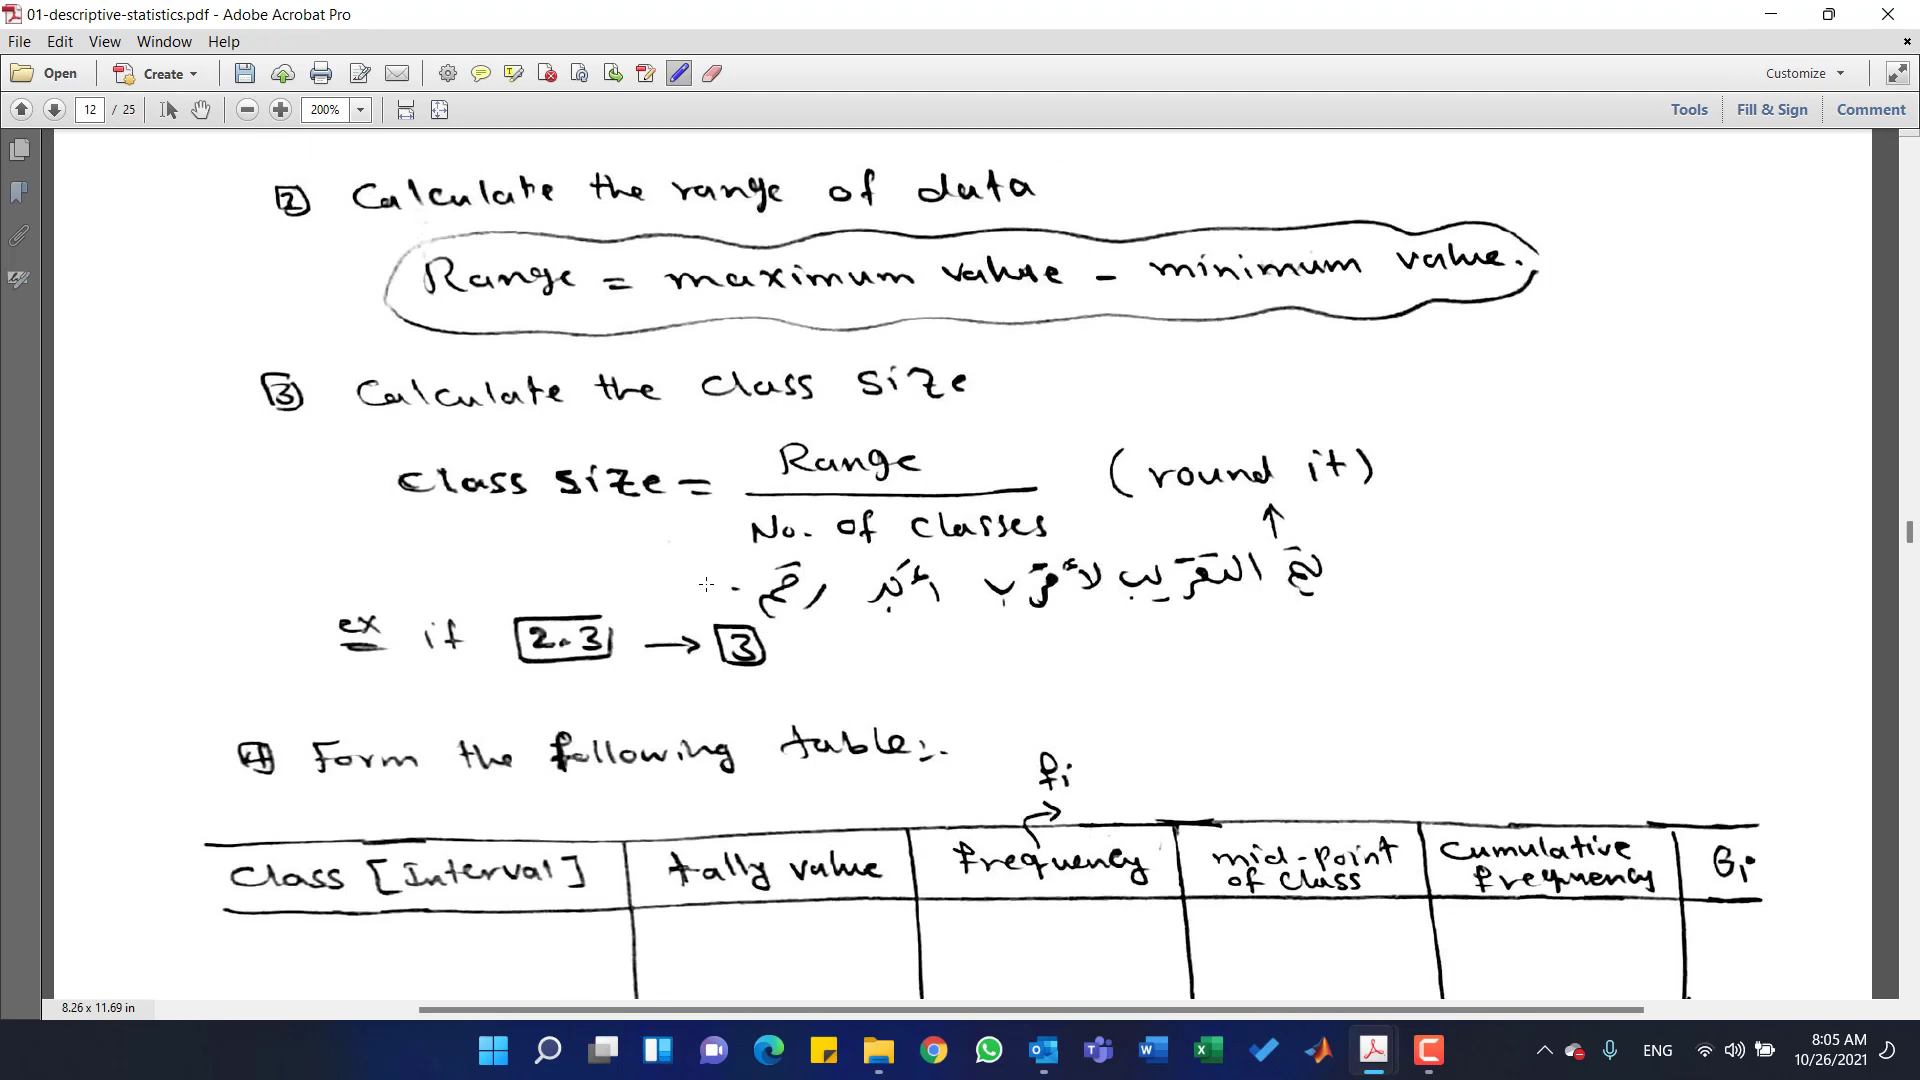 01-descriptive-statistics.pdf - Adobe Acrobat Pro
File Edit View Window Help
Open Create Customize
12 / 25 200% Tools Fill & Sign Comment
2 Calculate the range of data
Range = maximum value - minimum value.
3 Calculate the class size
class size = Range / No. of classes (round it)
↑
التقريب لأقرب أكبر رقم .
ex if 2.3 → 3
4 Form the following table:.
fi
Class [Interval] tally value frequency mid-point of class Cumulative frequency
8.26 x 11.69 in
ENG 8:05 AM
10/26/2021